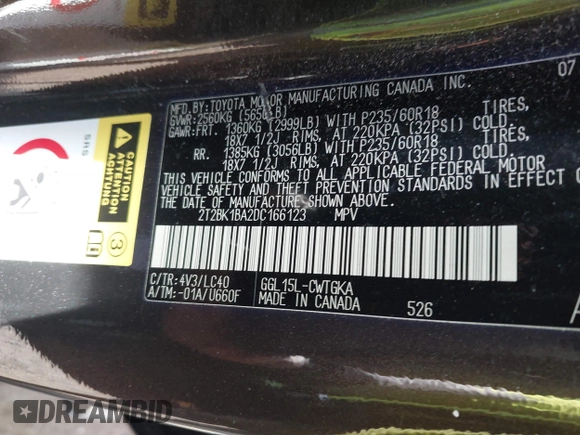 MFD.BY: TOYOTA MOTOR MANUFACTURING CANADA INC. 07
GVWR: 2560KG (5650LB)
GAWR: FRT. 1360KG (2999LB) WITH P235/60R18 TIRES,
18X7 1/2J RIMS, AT 220KPA (32PSI) COLD.
RR. 1385KG (3056LB) WITH P235/60R18 TIRES,
18X7 1/2J RIMS, AT 220KPA (32PSI) COLD.
THIS VEHICLE CONFORMS TO ALL APPLICABLE FEDERAL MOTOR
VEHICLE SAFETY AND THEFT PREVENTION STANDARDS IN EFFECT O
THE DATE OF MANUFACTURE SHOWN ABOVE.
2T2BK1BA2DC166123 MPV
C/TR: 4V3/LC40 GGL15L-CWTGKA
A/TM: -01A/U660F MADE IN CANADA 526
A
SRS
CAUTION
ATTENTION
ACHTUNG
3
DREAMBID